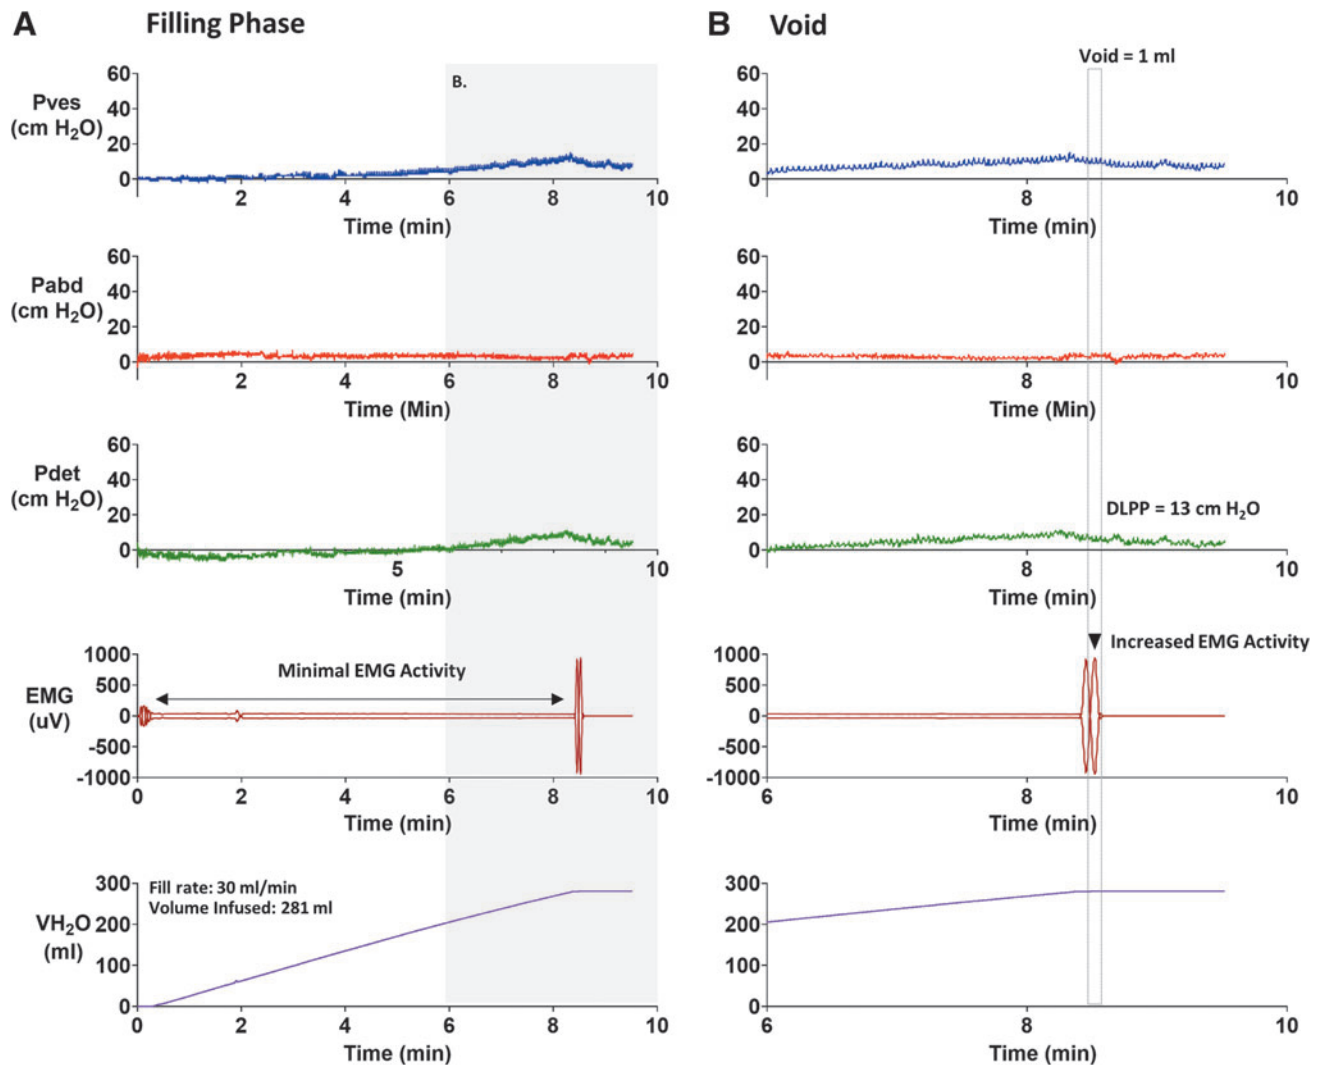 A Filling Phase
B Void
Pves
(cm H₂O)
60
40
20
0
B.
2 4 6 8 10
Time (min)
Void = 1 ml
60
40
20
0
8 10
Time (min)
Pabd
(cm H₂O)
60
40
20
0
2 4 6 8 10
Time (Min)
60
40
20
0
8 10
Time (Min)
Pdet
(cm H₂O)
60
40
20
0
5 10
Time (min)
60
40
20
0
DLPP = 13 cm H₂O
8 10
Time (min)
EMG
(uV)
1000
500
0
-500
-1000
Minimal EMG Activity
0 2 4 6 8 10
Time (min)
1000
500
0
-500
-1000
Increased EMG Activity
6 8 10
Time (min)
VH₂O
(ml)
300
200
100
0
Fill rate: 30 ml/min
Volume Infused: 281 ml
0 2 4 6 8 10
Time (min)
300
200
100
0
6 8 10
Time (min)